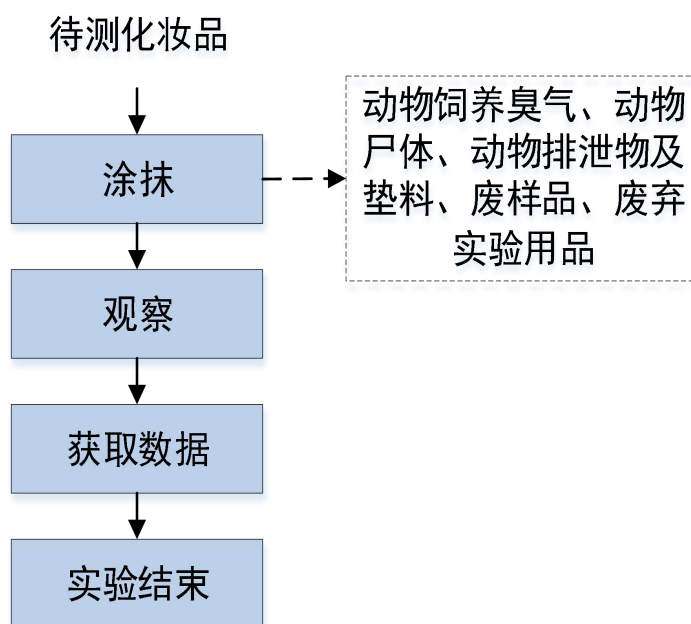 待测化妆品
涂抹
动物饲养臭气、动物
尸体、动物排泄物及
垫料、废样品、废弃
实验用品
观察
获取数据
实验结束